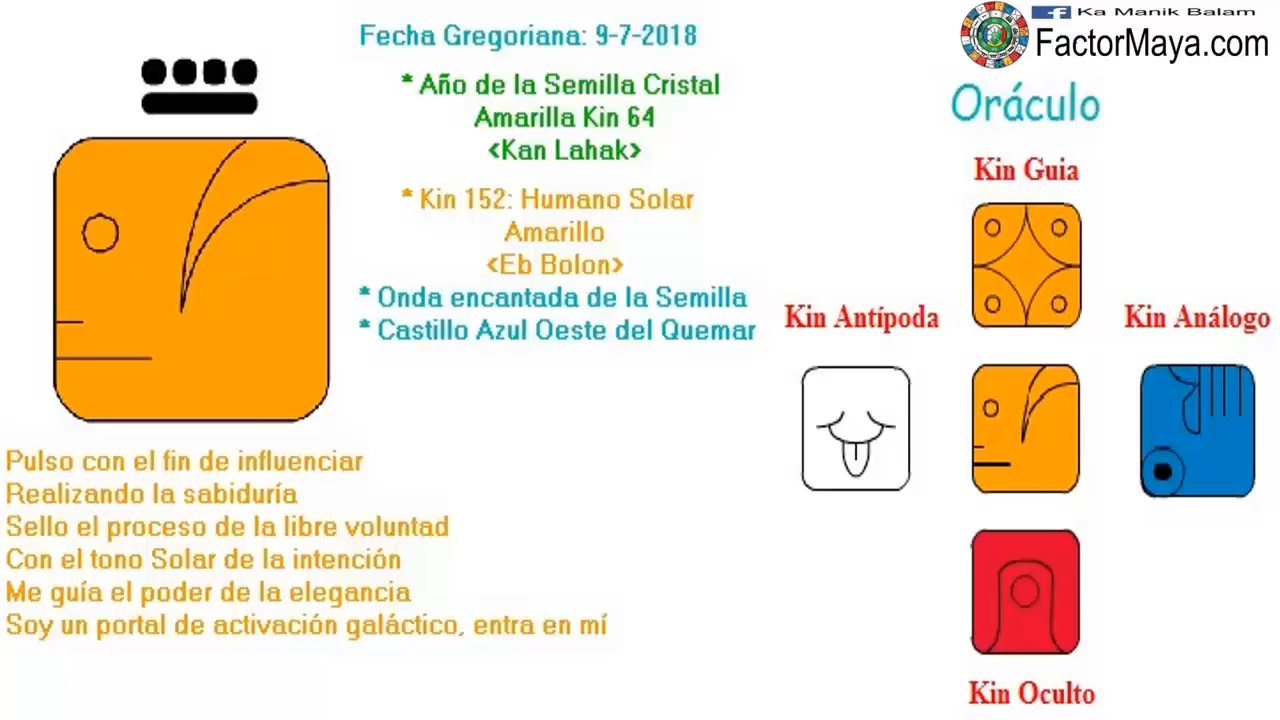 Fecha Gregoriana: 9-7-2018
* Año de la Semilla Cristal
Amarilla Kin 64
<Kan Lahak>
* Kin 152: Humano Solar
Amarillo
<Eb Bolon>
* Onda encantada de la Semilla
* Castillo Azul Oeste del Quemar
Pulso con el fin de influenciar
Realizando la sabiduría
Sello el proceso de la libre voluntad
Con el tono Solar de la intención
Me guía el poder de la elegancia
Soy un portal de activación galáctico, entra en mí
f Ka Manik Balam
FactorMaya.com
Oráculo
Kin Guia
Kin Antípoda
Kin Análogo
Kin Oculto